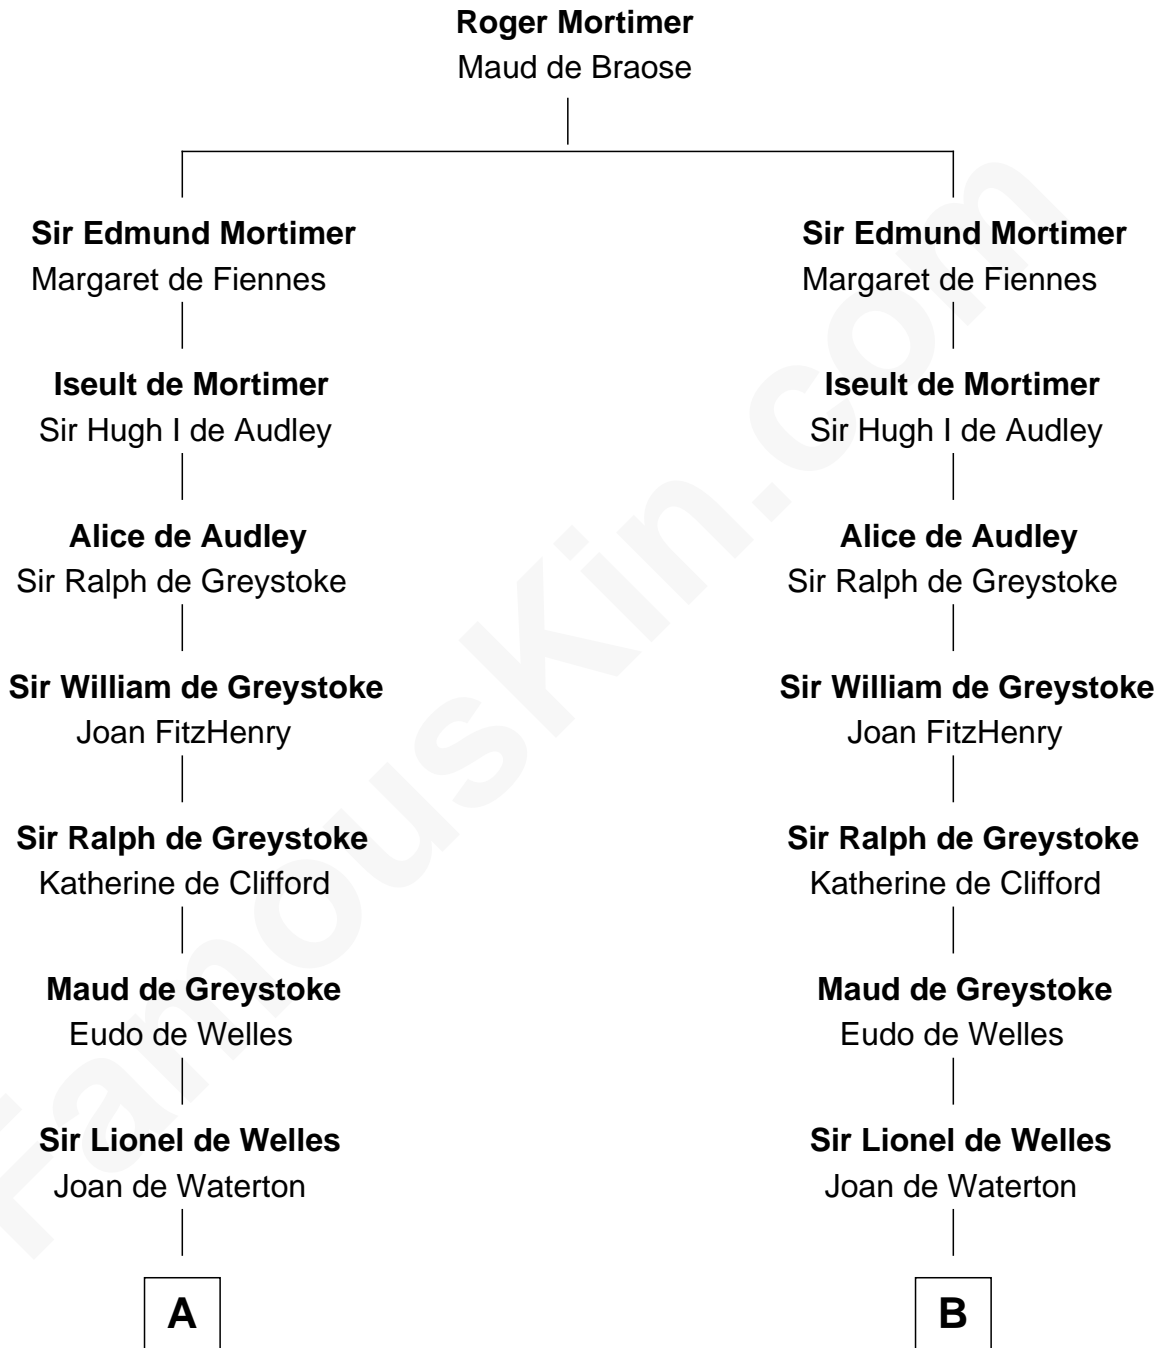 Roger Mortimer
Maud de Braose
Sir Edmund Mortimer
Margaret de Fiennes
Iseult de Mortimer
Sir Hugh I de Audley
Alice de Audley
Sir Ralph de Greystoke
Sir William de Greystoke
Joan FitzHenry
Sir Ralph de Greystoke
Katherine de Clifford
Maud de Greystoke
Eudo de Welles
Sir Lionel de Welles
Joan de Waterton
A
Sir Edmund Mortimer
Margaret de Fiennes
Iseult de Mortimer
Sir Hugh I de Audley
Alice de Audley
Sir Ralph de Greystoke
Sir William de Greystoke
Joan FitzHenry
Sir Ralph de Greystoke
Katherine de Clifford
Maud de Greystoke
Eudo de Welles
Sir Lionel de Welles
Joan de Waterton
B
FamousKin.com